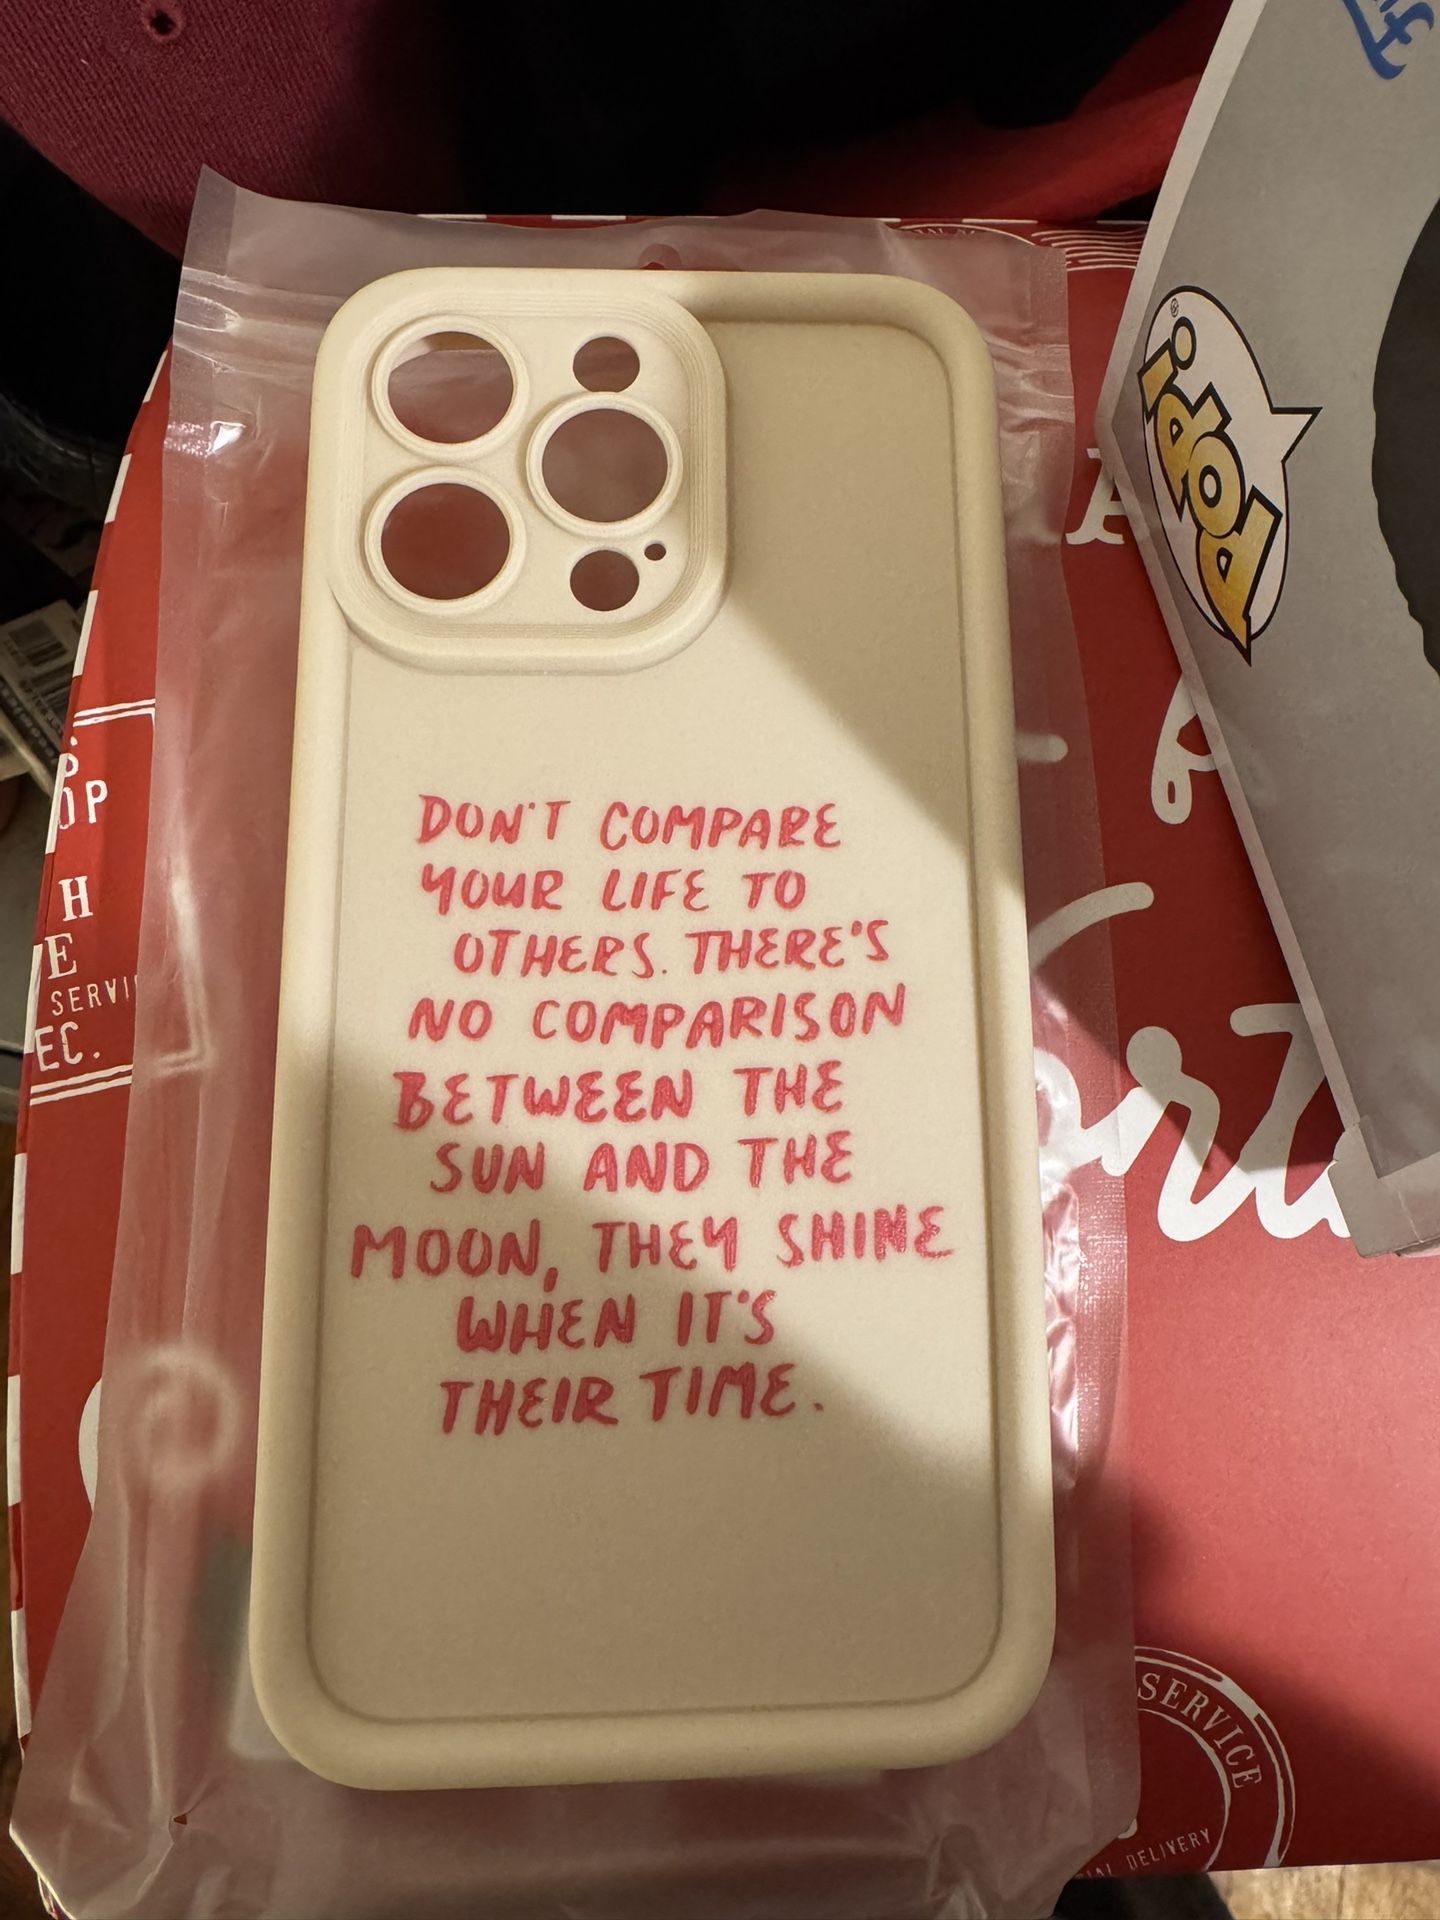 DON'T COMPARE
YOUR LIFE TO
OTHERS. THERE'S
NO COMPARISON
BETWEEN THE
SUN AND THE
MOON, THEY SHINE
WHEN IT'S
THEIR TIME.
POP!
H
E
EC.
SERVICE
DELIVERY